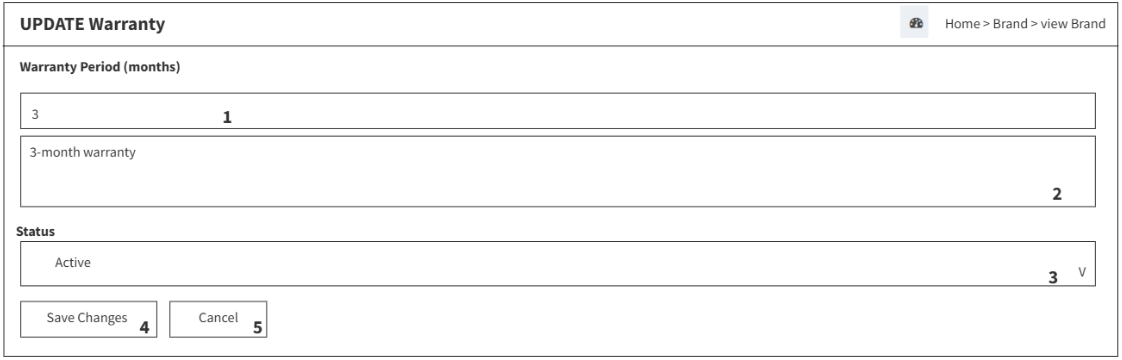 UPDATE Warranty
Home > Brand > view Brand
Warranty Period (months)
3 1
3-month warranty
2
Status
Active
3 V
Save Changes 4 Cancel 5